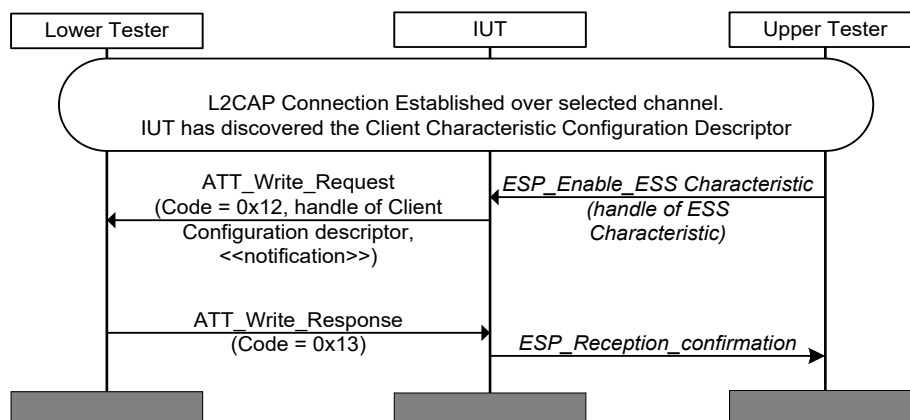 Lower Tester
IUT
Upper Tester
L2CAP Connection Established over selected channel.
IUT has discovered the Client Characteristic Configuration Descriptor
ATT_Write_Request
(Code = 0x12, handle of Client
Configuration descriptor,
<<notification>>)
ESP_Enable_ESS Characteristic
(handle of ESS
Characteristic)
ATT_Write_Response
(Code = 0x13)
ESP_Reception_confirmation